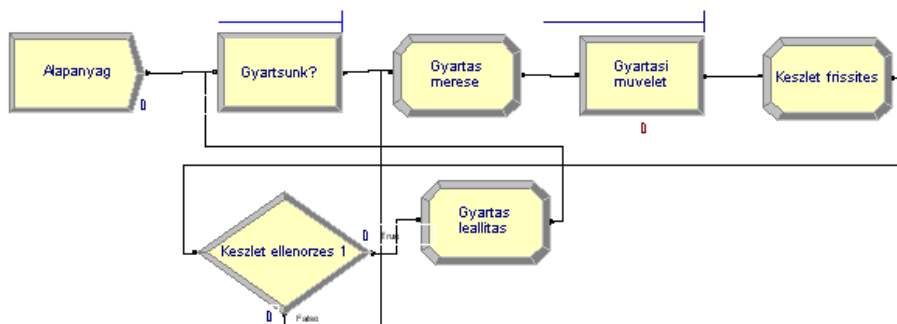 Alapanyag
Gyartsunk?
Gyartas
merese
Gyartasi
muvelet
Keszlet frissites
0
0
Keszlet ellenorzes 1
0
True
Gyartas
leallitas
0
False